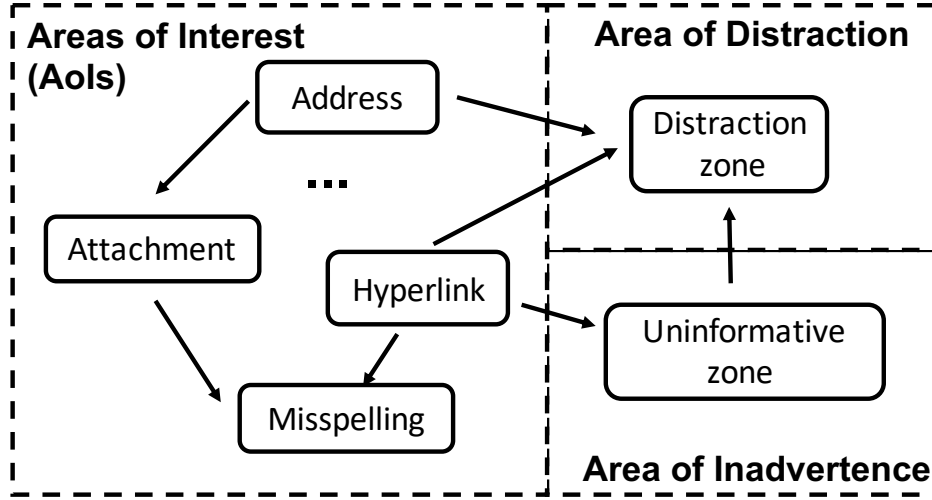 Areas of Interest
(AoIs)
Address
...
Attachment
Hyperlink
Misspelling
Area of Distraction
Distraction
zone
Uninformative
zone
Area of Inadvertence